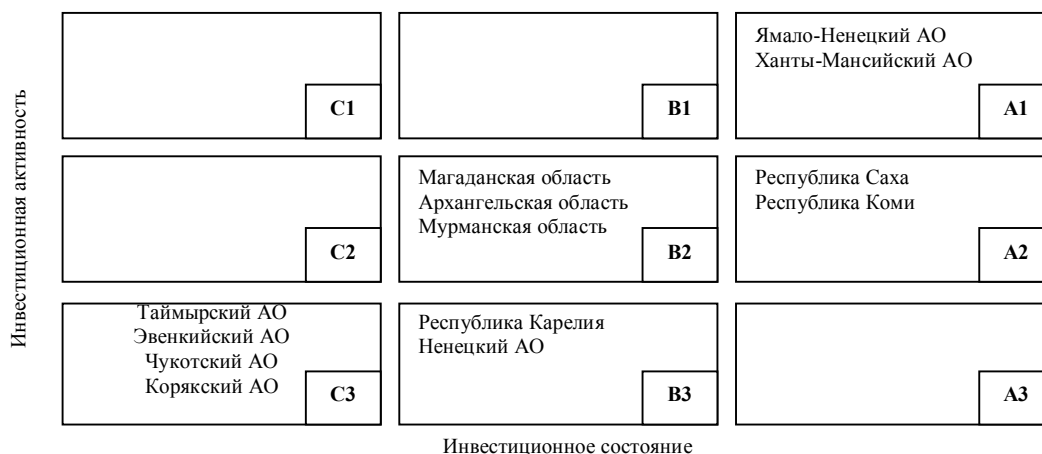 Инвестиционная активность
C1
B1
Ямало-Ненецкий АО
Ханты-Мансийский АО
A1
C2
Магаданская область
Архангельская область
Мурманская область
B2
Республика Саха
Республика Коми
A2
Таймырский АО
Эвенкийский АО
Чукотский АО
Корякский АО
C3
Республика Карелия
Ненецкий АО
B3
A3
Инвестиционное состояние